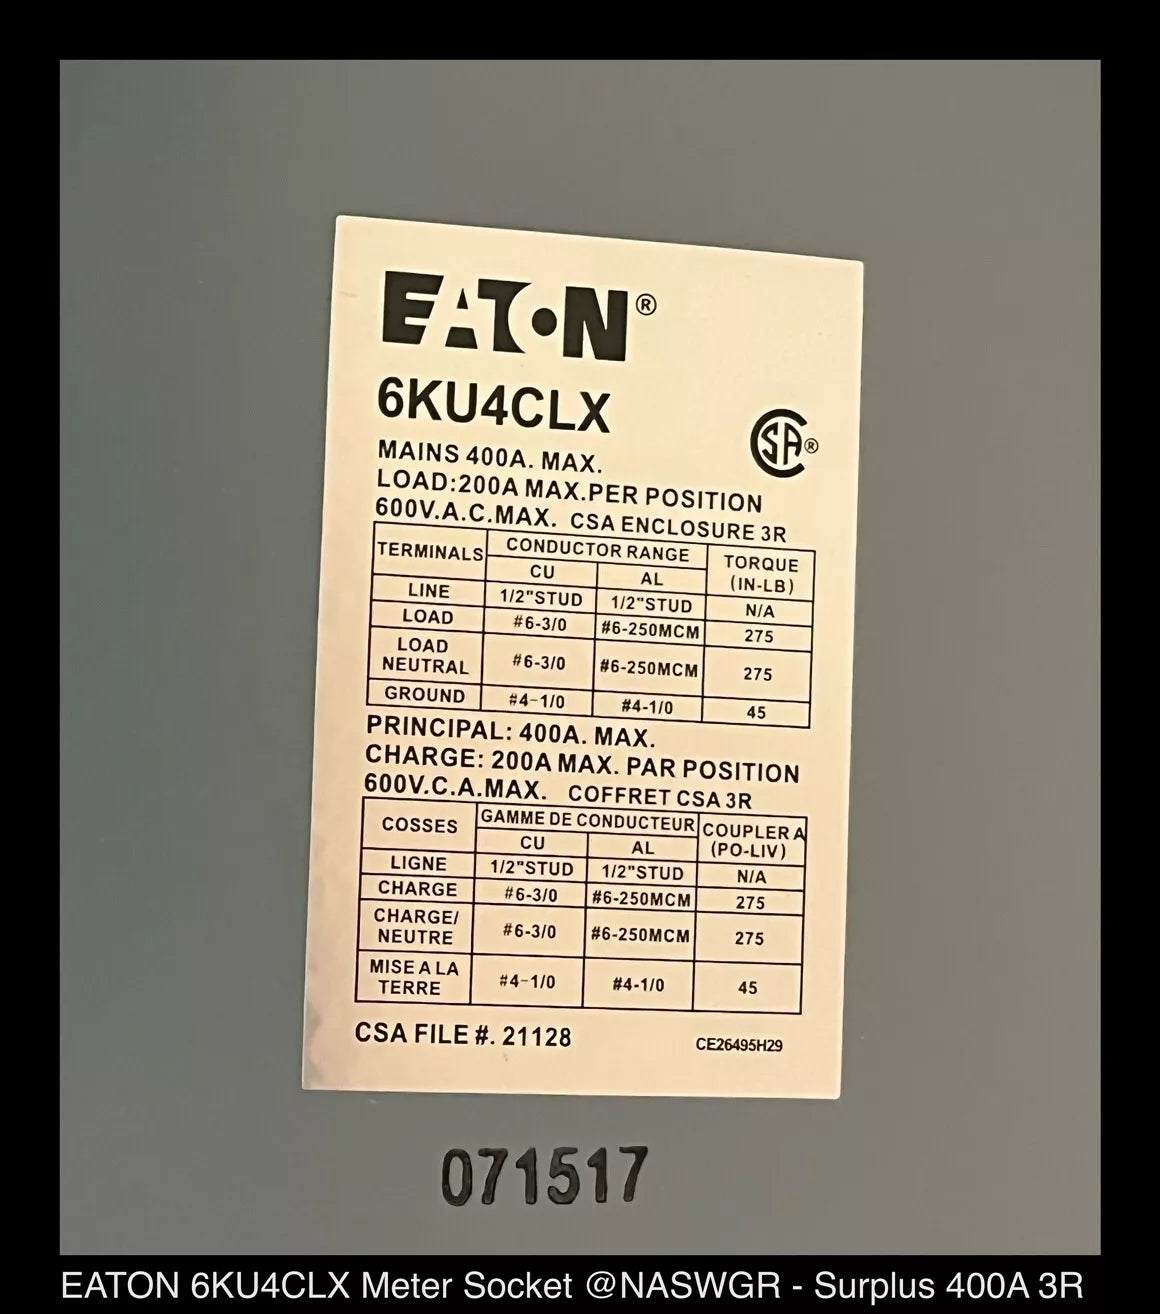 EATON®
6KU4CLX
CSA®
MAINS 400A. MAX.
LOAD:200A MAX.PER POSITION
600V.A.C.MAX. CSA ENCLOSURE 3R
TERMINALS CONDUCTOR RANGE TORQUE (IN-LB)
CU AL
LINE 1/2"STUD 1/2"STUD N/A
LOAD #6-3/0 #6-250MCM 275
LOAD NEUTRAL #6-3/0 #6-250MCM 275
GROUND #4-1/0 #4-1/0 45
PRINCIPAL: 400A. MAX.
CHARGE: 200A MAX. PAR POSITION
600V.C.A.MAX. COFFRET CSA 3R
COSSES GAMME DE CONDUCTEUR COUPLER A (PO-LIV)
CU AL
LIGNE 1/2"STUD 1/2"STUD N/A
CHARGE #6-3/0 #6-250MCM 275
CHARGE/ NEUTRE #6-3/0 #6-250MCM 275
MISE A LA TERRE #4-1/0 #4-1/0 45
CSA FILE #. 21128 CE26495H29
071517
EATON 6KU4CLX Meter Socket @NASWGR - Surplus 400A 3R